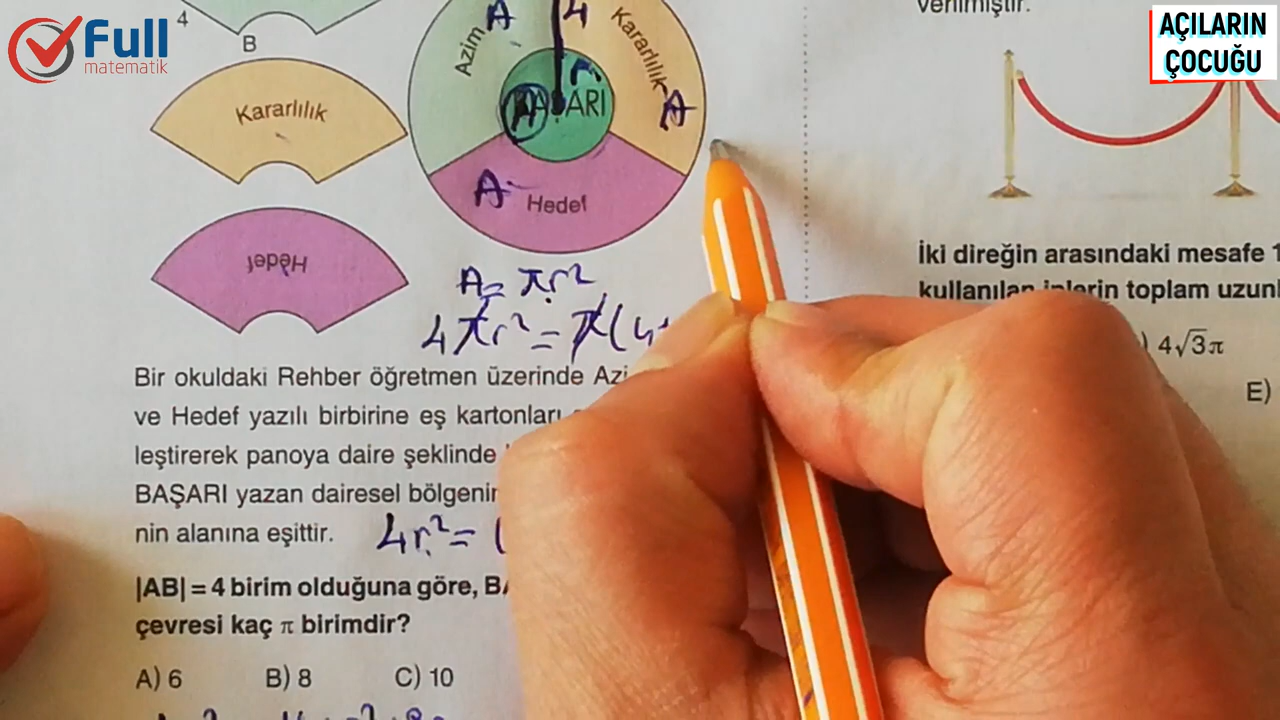 Full
matematik
AÇILARIN
ÇOCUĞU
4
B
Kararlılık
Hedef
Azim
A
4
Kararlılık
A
r
A
BAŞARI
A
Hedef
A = πr²
4πr² = π(4+
Bir okuldaki Rehber öğretmen üzerinde
ve Hedef yazılı birbirine eş kartonları
leştirerek panoya daire şeklinde
BAŞARI yazan dairesel bölgenin
nin alanına eşittir.
4r² = (
|AB| = 4 birim olduğuna göre,
çevresi kaç π birimdir?
A) 6 B) 8 C) 10
verilmiştir.
İki direğin arasındaki mesafe 1
kullanılan iplerin toplam
) 4√3π
E)